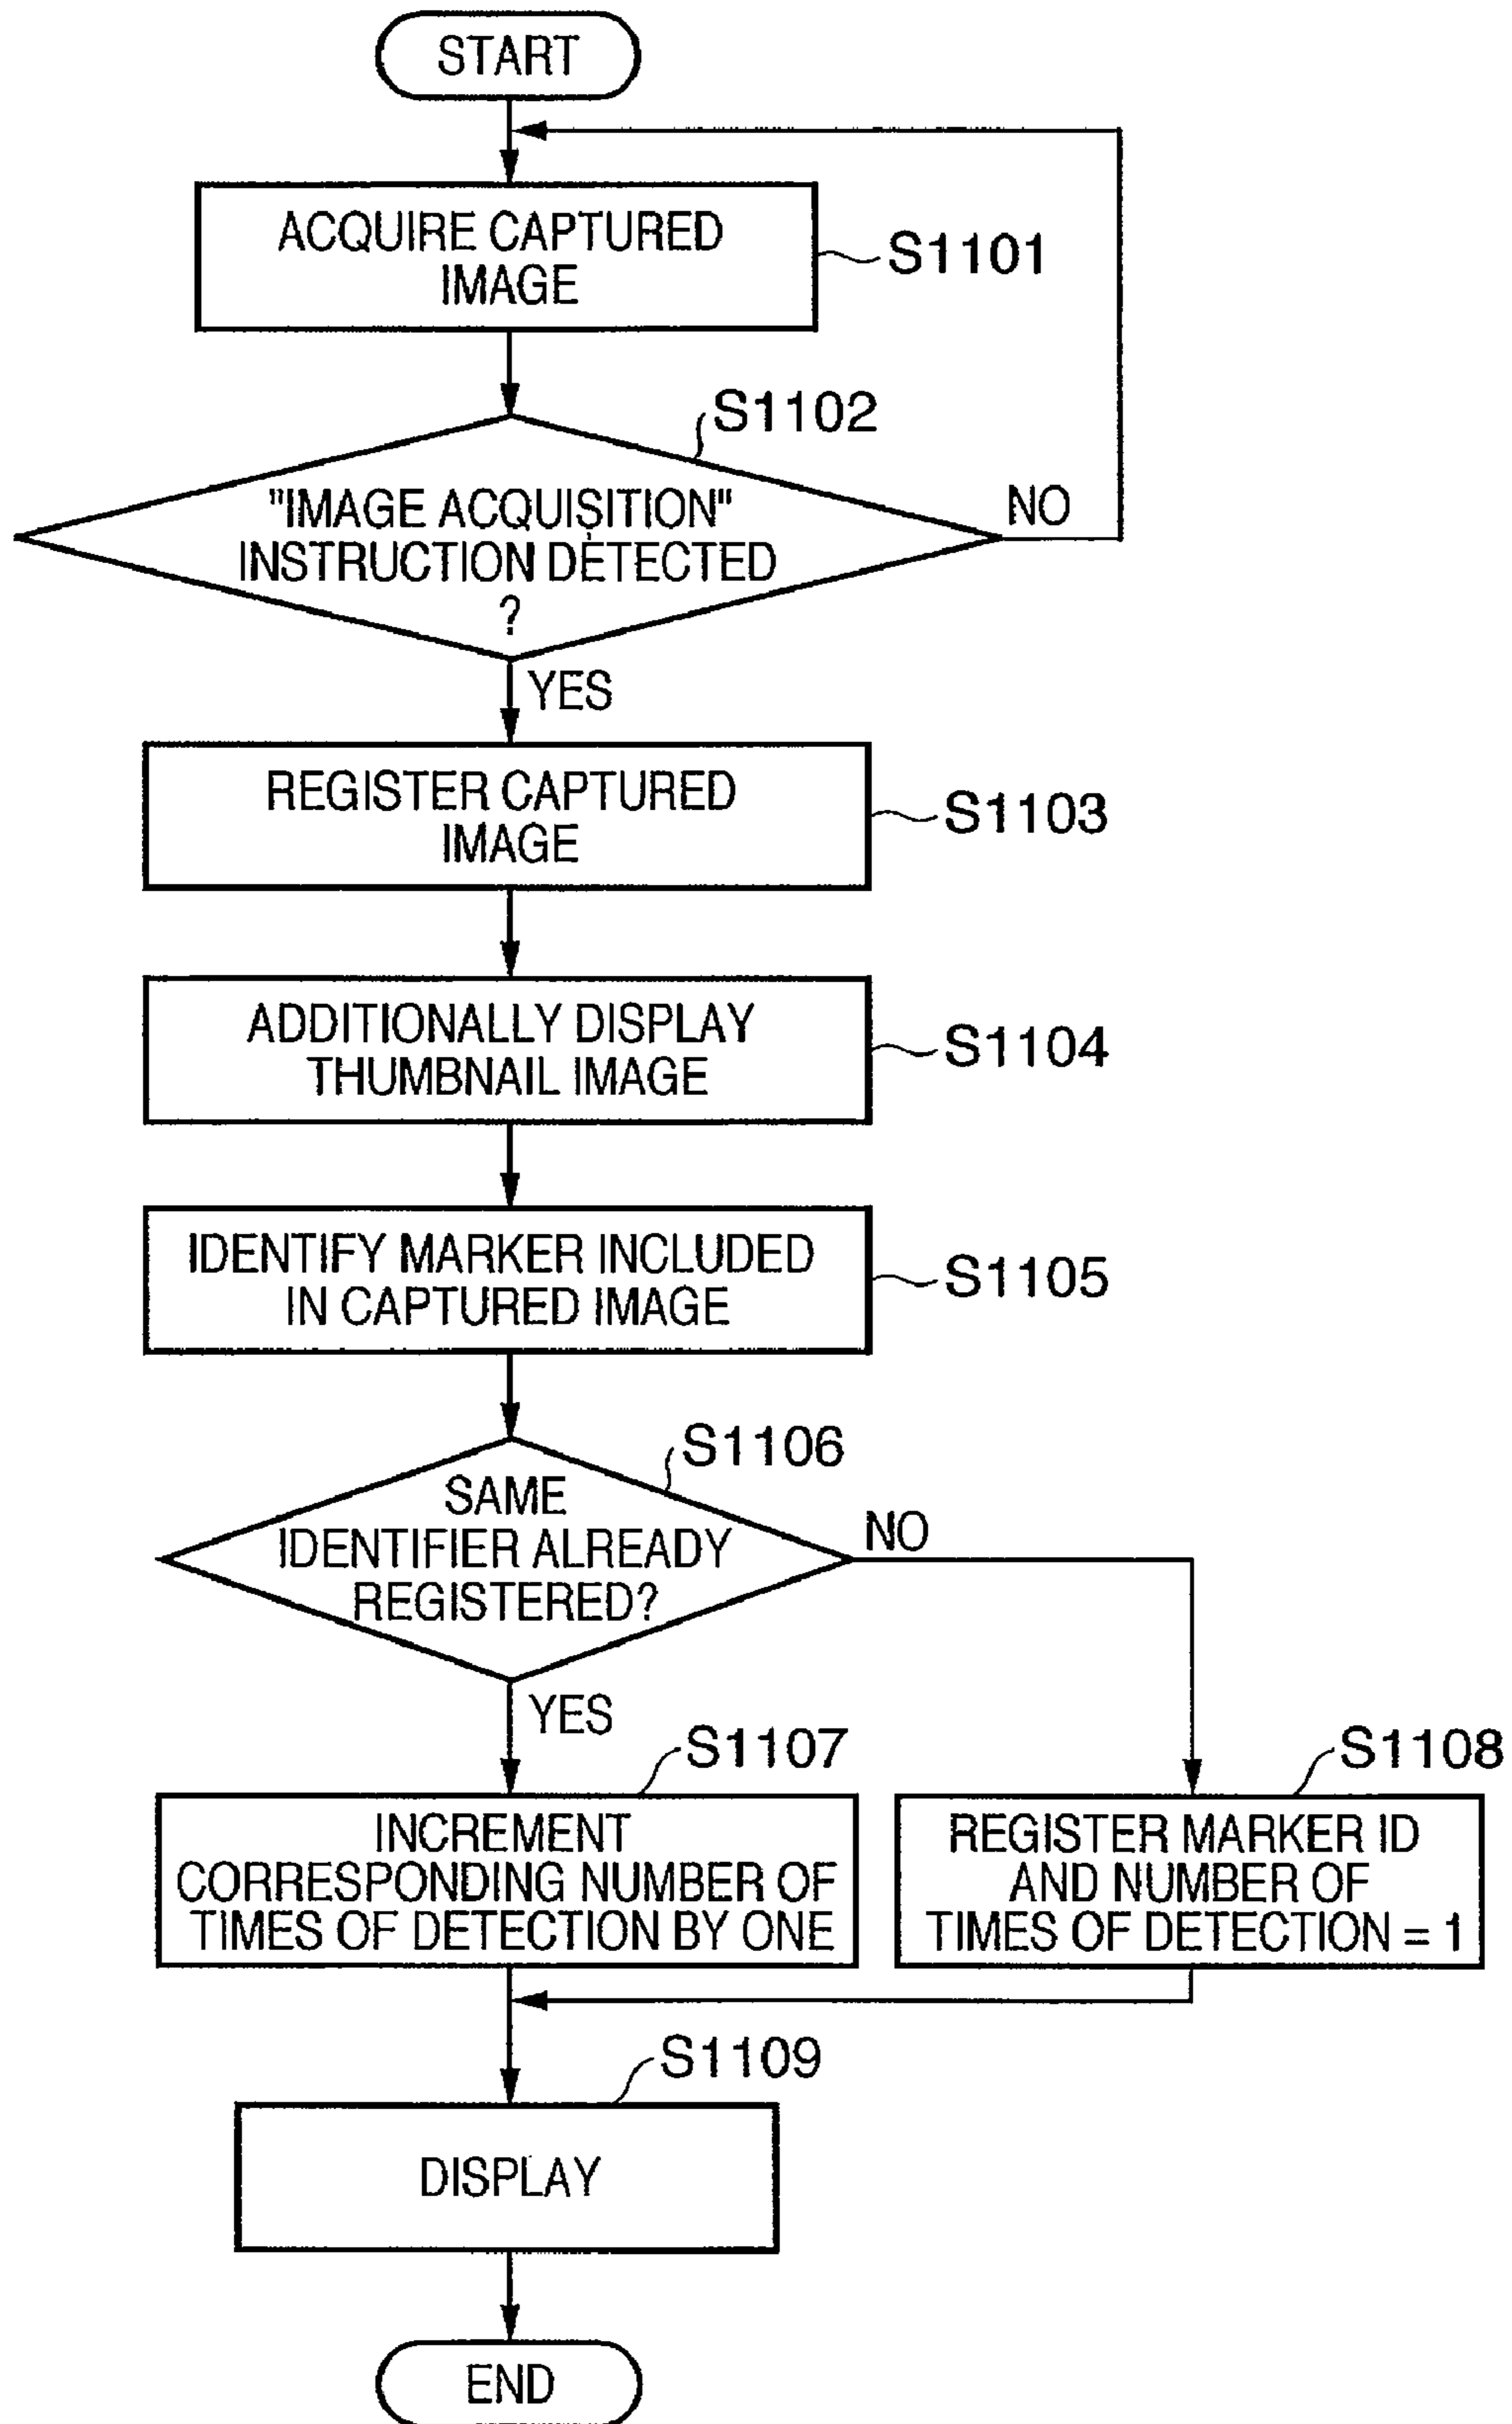 START
ACQUIRE CAPTURED
IMAGE
S1101
S1102
"IMAGE ACQUISITION"
INSTRUCTION DETECTED
?
NO
YES
REGISTER CAPTURED
IMAGE
S1103
ADDITIONALLY DISPLAY
THUMBNAIL IMAGE
S1104
IDENTIFY MARKER INCLUDED
IN CAPTURED IMAGE
S1105
S1106
SAME
IDENTIFIER ALREADY
REGISTERED?
NO
YES
S1107
INCREMENT
CORRESPONDING NUMBER OF
TIMES OF DETECTION BY ONE
S1108
REGISTER MARKER ID
AND NUMBER OF
TIMES OF DETECTION = 1
S1109
DISPLAY
END